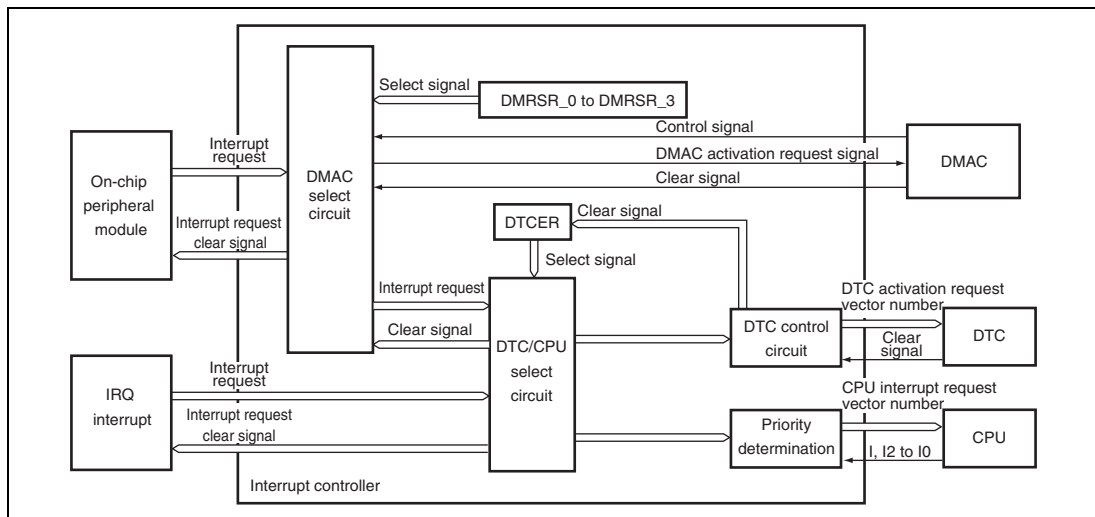 Select signal
DMRSR_0 to DMRSR_3
Control signal
DMAC activation request signal
Clear signal
DMAC
Interrupt
request
On-chip
peripheral
module
DMAC
select
circuit
Interrupt request
clear signal
DTCER
Clear signal
Select signal
Interrupt request
Clear signal
DTC/CPU
select
circuit
DTC control
circuit
DTC activation request
vector number
Clear
signal
DTC
IRQ
interrupt
Interrupt
request
Interrupt request
clear signal
Priority
determination
CPU interrupt request
vector number
CPU
I, I2 to I0
Interrupt controller